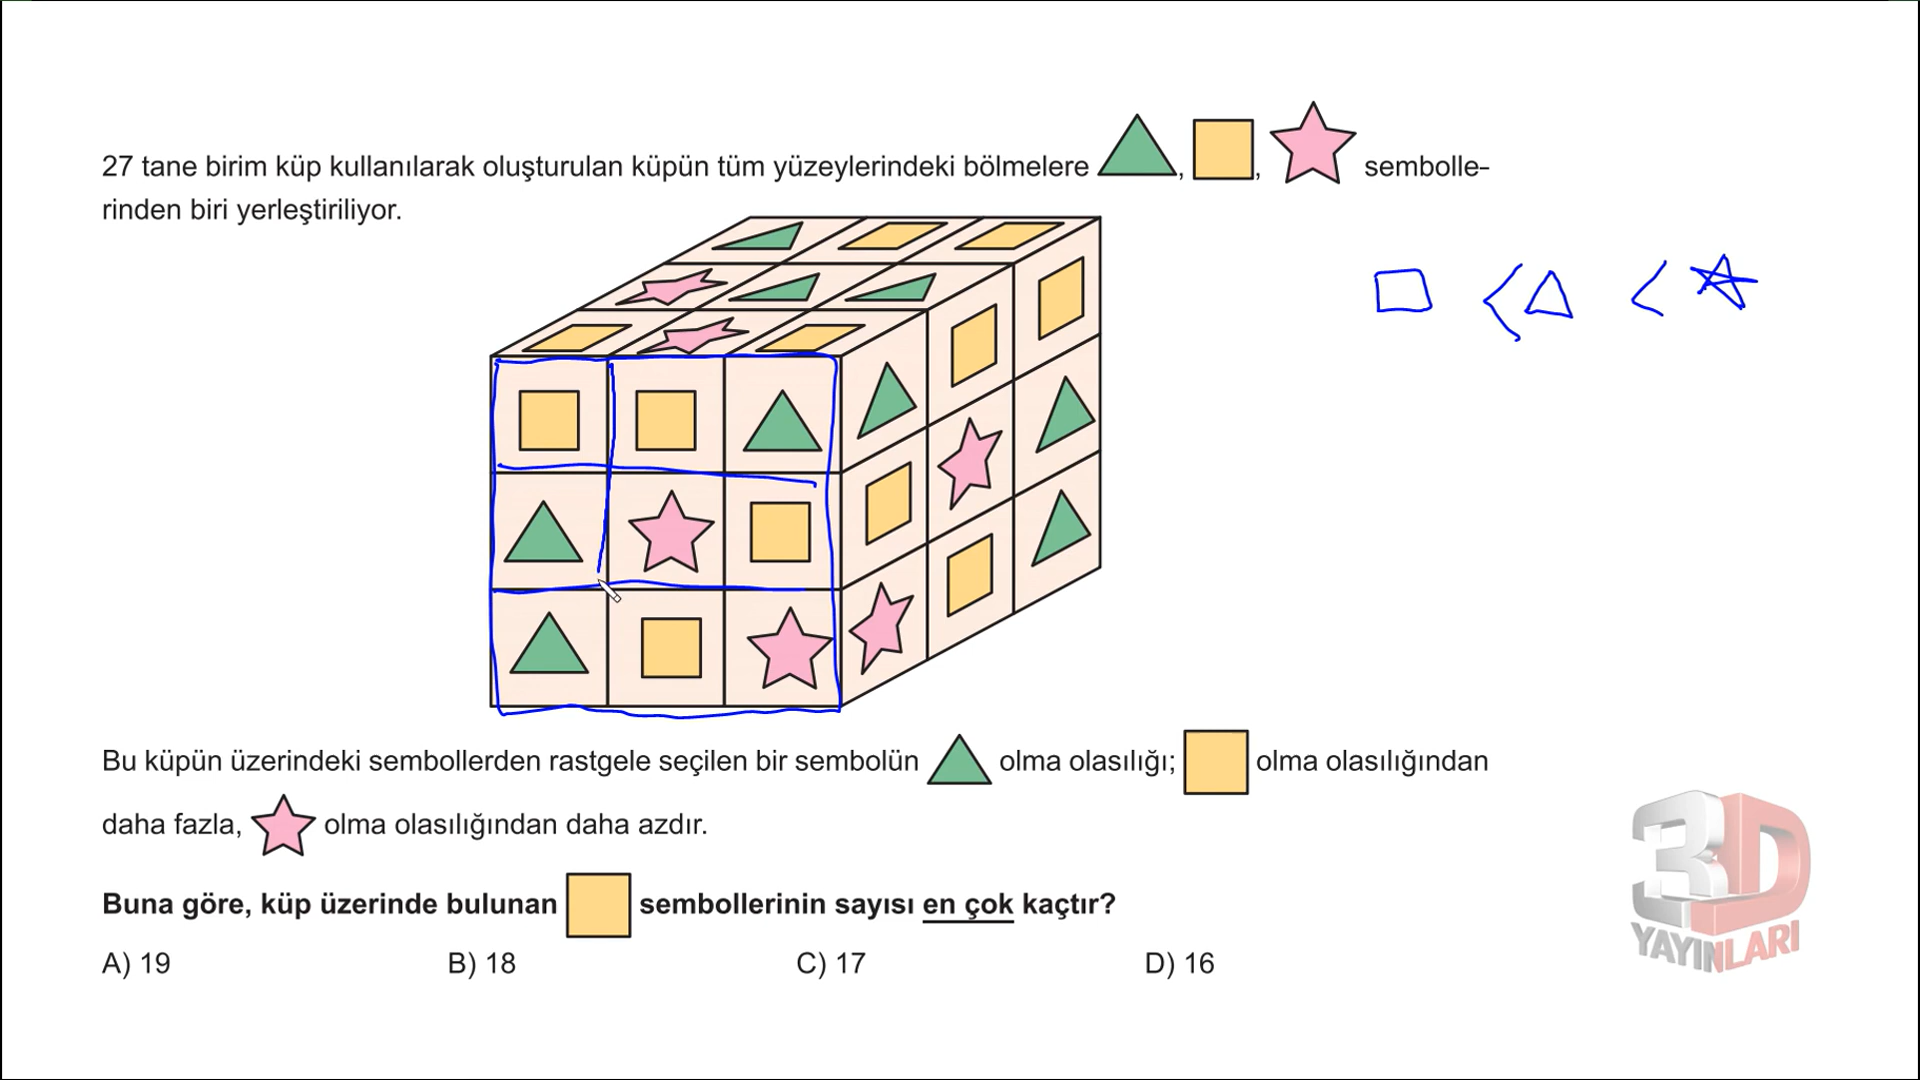 27 tane birim küp kullanılarak oluşturulan küpün tüm yüzeylerindeki bölmelere , , sembolle-
rinden biri yerleştiriliyor.
Bu küpün üzerindeki sembollerden rastgele seçilen bir sembolün olma olasılığı; olma olasılığından
daha fazla, olma olasılığından daha azdır.
Buna göre, küp üzerinde bulunan sembollerinin sayısı en çok kaçtır?
A) 19 B) 18 C) 17 D) 16
3D
YAYINLARI